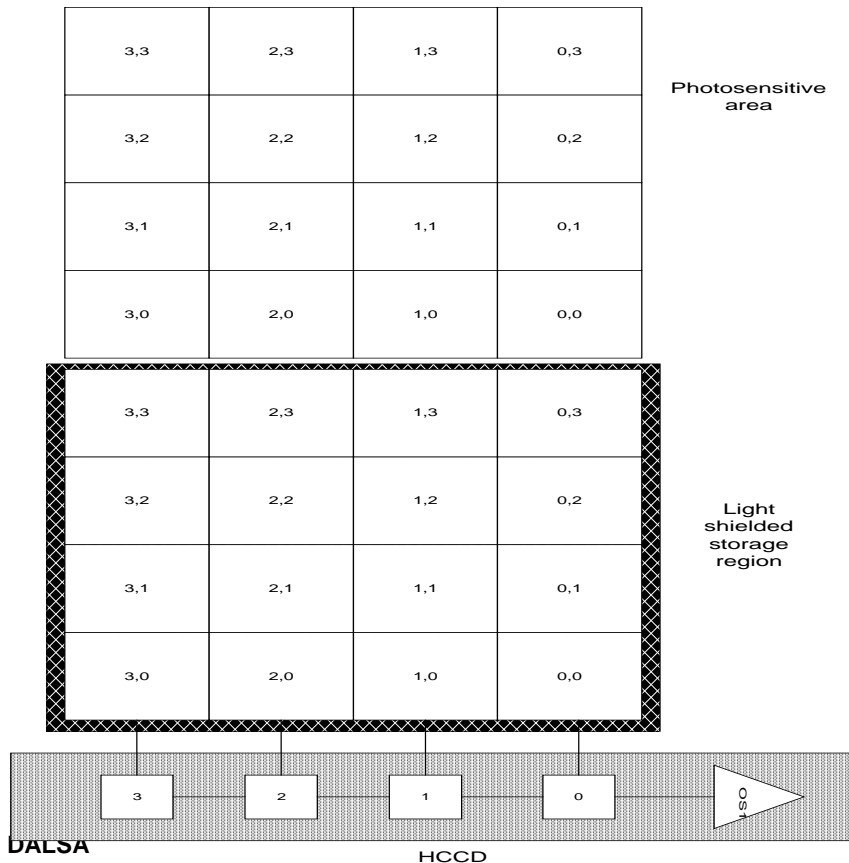 3,3 2,3 1,3 0,3
Photosensitive
area
3,2 2,2 1,2 0,2
3,1 2,1 1,1 0,1
3,0 2,0 1,0 0,0
3,3 2,3 1,3 0,3
3,2 2,2 1,2 0,2
Light
shielded
storage
region
3,1 2,1 1,1 0,1
3,0 2,0 1,0 0,0
3 2 1 0 OS1
DALSA
HCCD